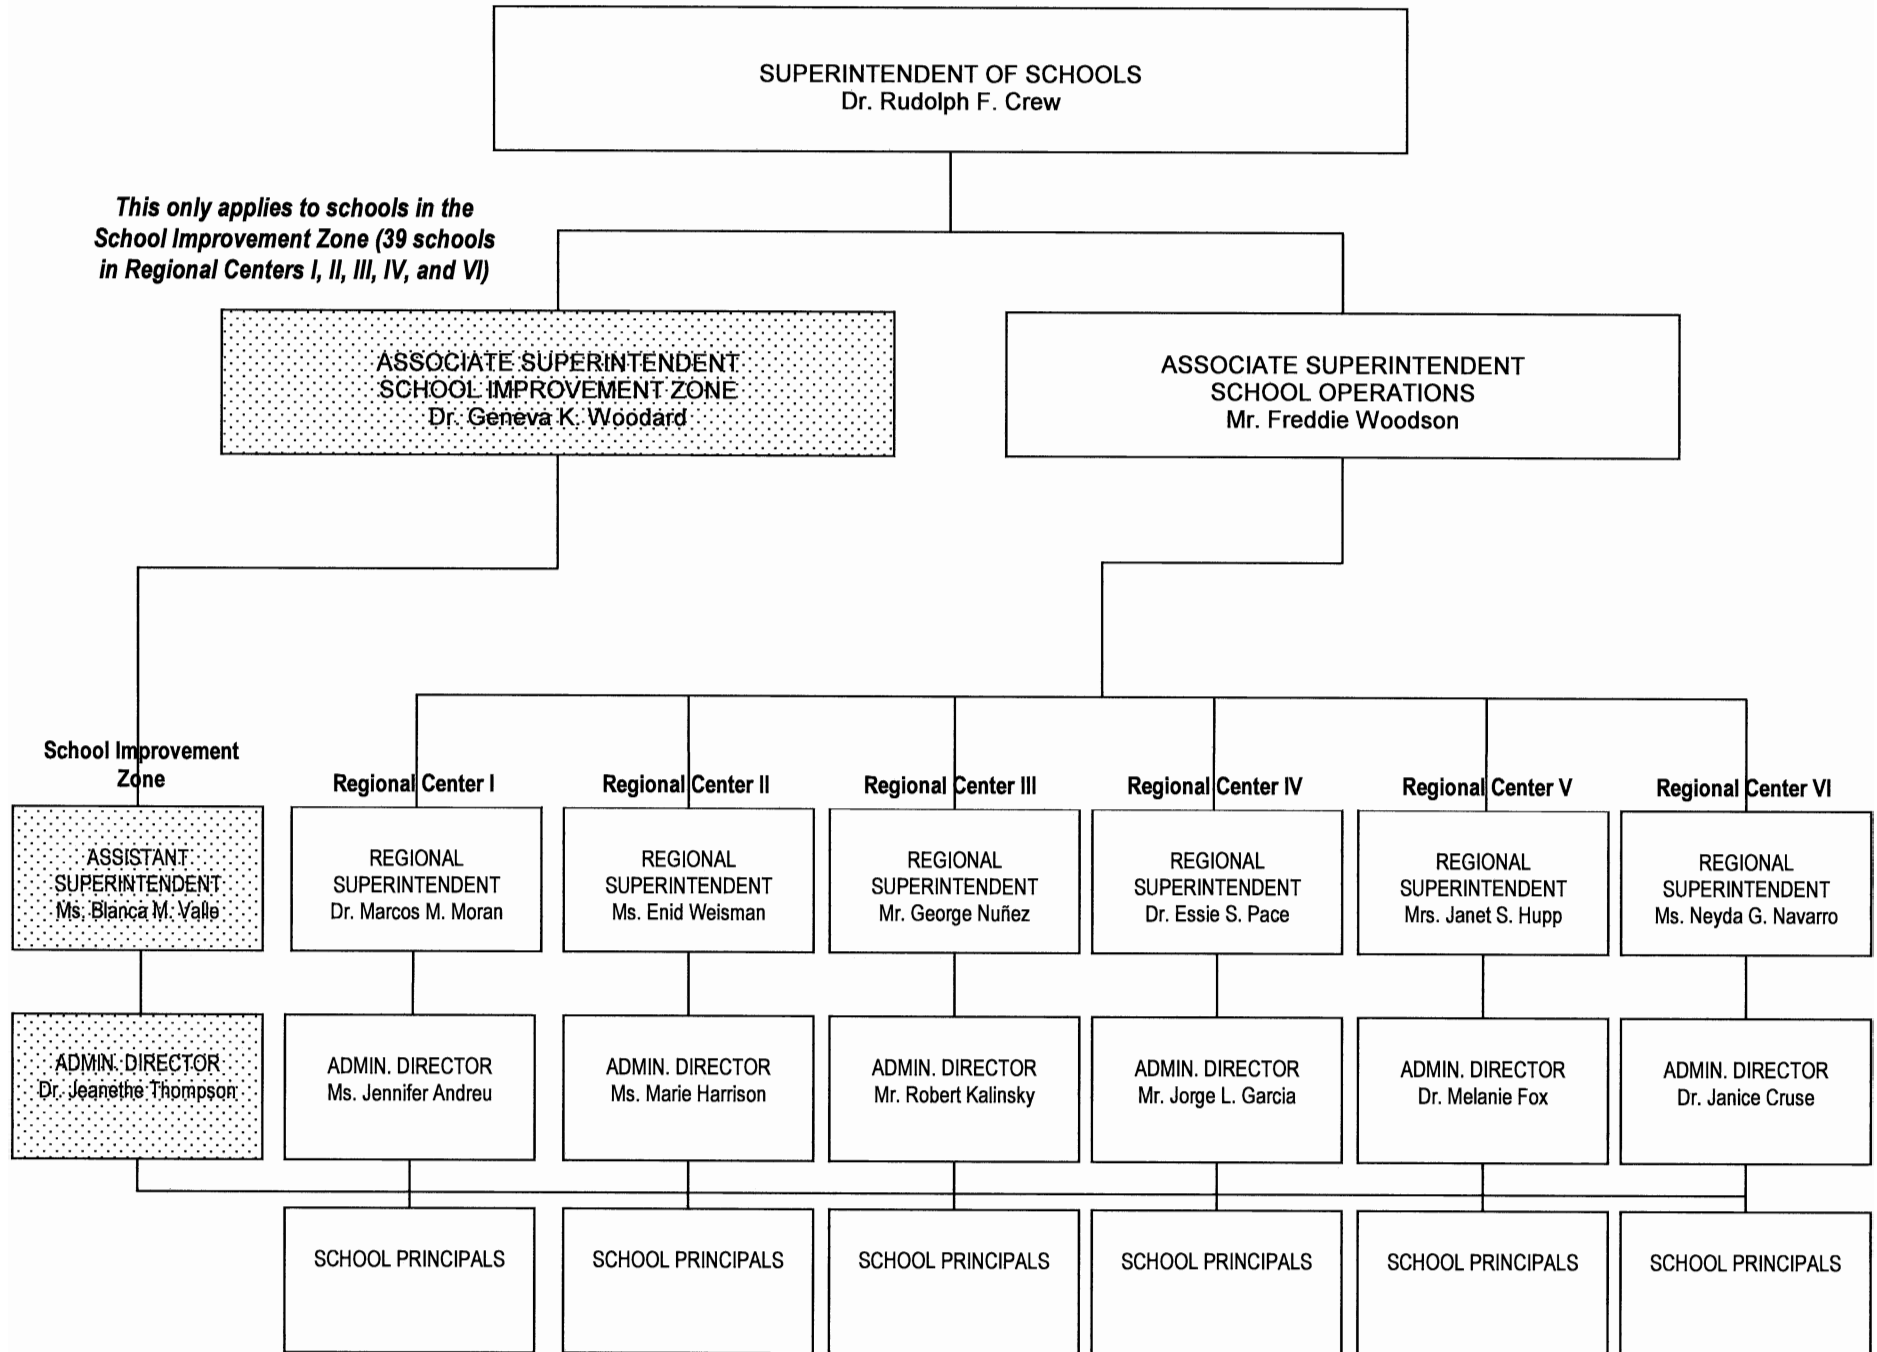 SUPERINTENDENT OF SCHOOLS
Dr. Rudolph F. Crew
This only applies to schools in the
School Improvement Zone (39 schools
in Regional Centers I, II, III, IV, and VI)
ASSOCIATE SUPERINTENDENT
SCHOOL IMPROVEMENT ZONE
Dr. Geneva K. Woodard
ASSOCIATE SUPERINTENDENT
SCHOOL OPERATIONS
Mr. Freddie Woodson
School Improvement
Zone
Regional Center I
Regional Center II
Regional Center III
Regional Center IV
Regional Center V
Regional Center VI
ASSISTANT
SUPERINTENDENT
Ms. Blanca M. Valle
REGIONAL
SUPERINTENDENT
Dr. Marcos M. Moran
REGIONAL
SUPERINTENDENT
Ms. Enid Weisman
REGIONAL
SUPERINTENDENT
Mr. George Nuñez
REGIONAL
SUPERINTENDENT
Dr. Essie S. Pace
REGIONAL
SUPERINTENDENT
Mrs. Janet S. Hupp
REGIONAL
SUPERINTENDENT
Ms. Neyda G. Navarro
ADMIN. DIRECTOR
Dr. Jeanethe Thompson
ADMIN. DIRECTOR
Ms. Jennifer Andreu
ADMIN. DIRECTOR
Ms. Marie Harrison
ADMIN. DIRECTOR
Mr. Robert Kalinsky
ADMIN. DIRECTOR
Mr. Jorge L. Garcia
ADMIN. DIRECTOR
Dr. Melanie Fox
ADMIN. DIRECTOR
Dr. Janice Cruse
SCHOOL PRINCIPALS
SCHOOL PRINCIPALS
SCHOOL PRINCIPALS
SCHOOL PRINCIPALS
SCHOOL PRINCIPALS
SCHOOL PRINCIPALS